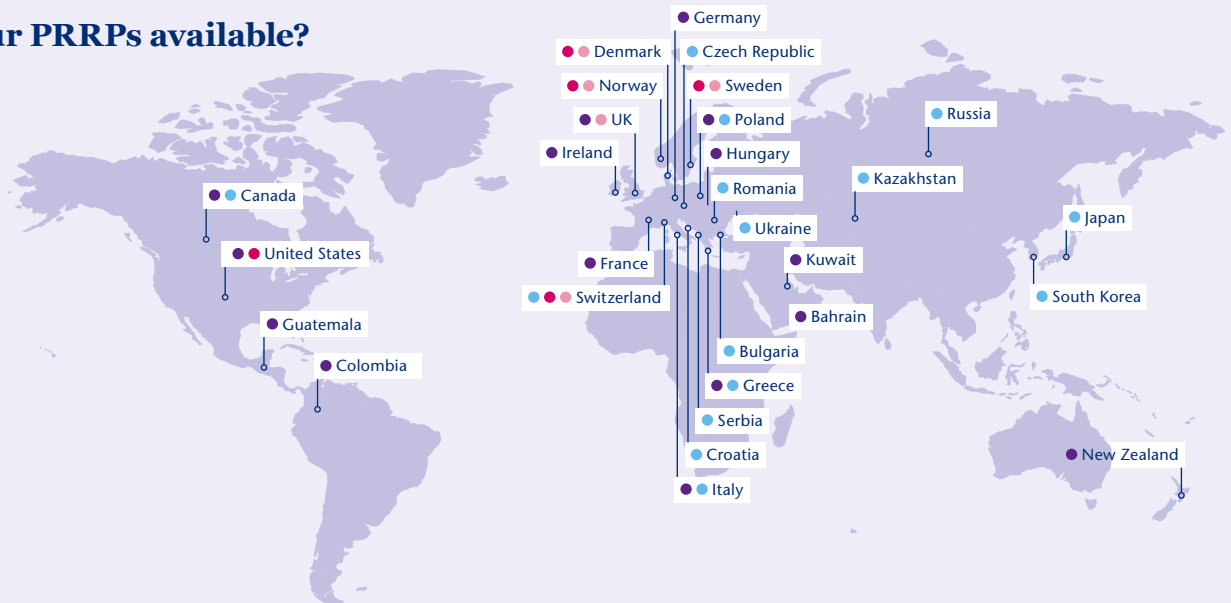 ur PRRPs available?
Germany
Denmark
Czech Republic
Norway
Sweden
UK
Poland
Russia
Ireland
Hungary
Kazakhstan
Canada
Romania
Japan
United States
Ukraine
France
Kuwait
Switzerland
South Korea
Guatemala
Bahrain
Colombia
Bulgaria
Greece
Serbia
Croatia
New Zealand
Italy